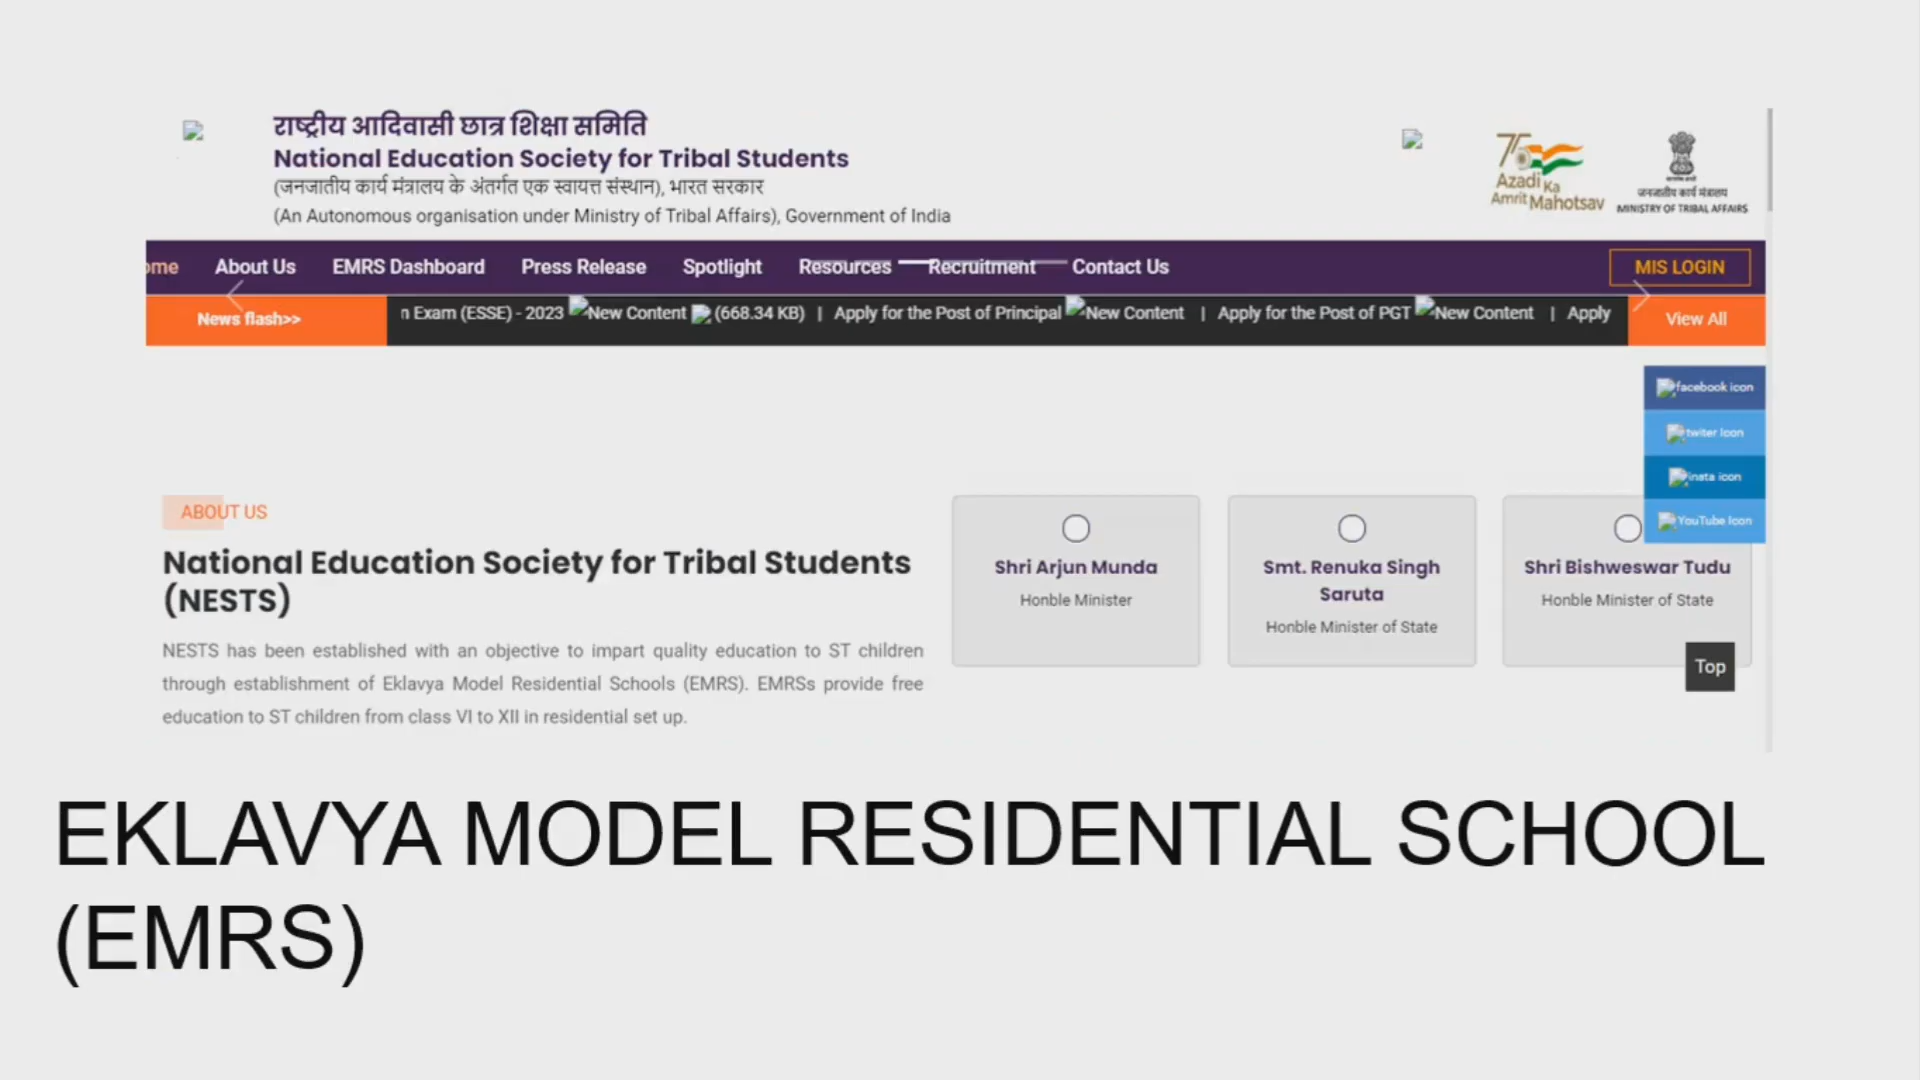 राष्ट्रीय आदिवासी छात्र शिक्षा समिति
National Education Society for Tribal Students
(जनजातीय कार्य मंत्रालय के अंतर्गत एक स्वायत्त संस्थान), भारत सरकार
(An Autonomous organisation under Ministry of Tribal Affairs), Government of India
75
Azadi Ka
Amrit Mahotsav
जनजातीय कार्य मंत्रालय
MINISTRY OF TRIBAL AFFAIRS
ome About Us EMRS Dashboard Press Release Spotlight Resources Recruitment Contact Us MIS LOGIN
News flash>> n Exam (ESSE) - 2023 New Content (668.34 KB) | Apply for the Post of Principal New Content | Apply for the Post of PGT New Content | Apply View All
facebook icon
twiter Icon
insta icon
YouTube Icon
ABOUT US
National Education Society for Tribal Students
(NESTS)
NESTS has been established with an objective to impart quality education to ST children
through establishment of Eklavya Model Residential Schools (EMRS). EMRSs provide free
education to ST children from class VI to XII in residential set up.
Shri Arjun Munda
Honble Minister
Smt. Renuka Singh
Saruta
Honble Minister of State
Shri Bishweswar Tudu
Honble Minister of State
Top
EKLAVYA MODEL RESIDENTIAL SCHOOL
(EMRS)